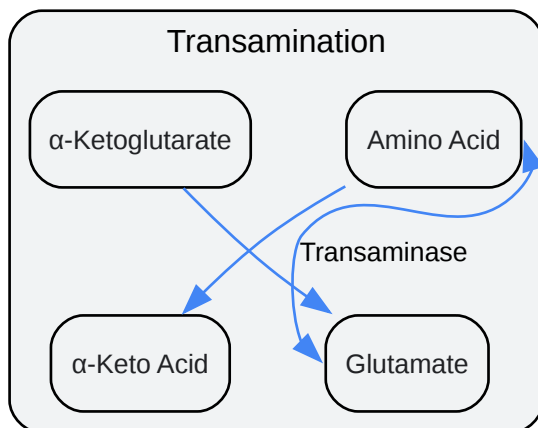 Transamination
α-Ketoglutarate
Amino Acid
Transaminase
α-Keto Acid
Glutamate